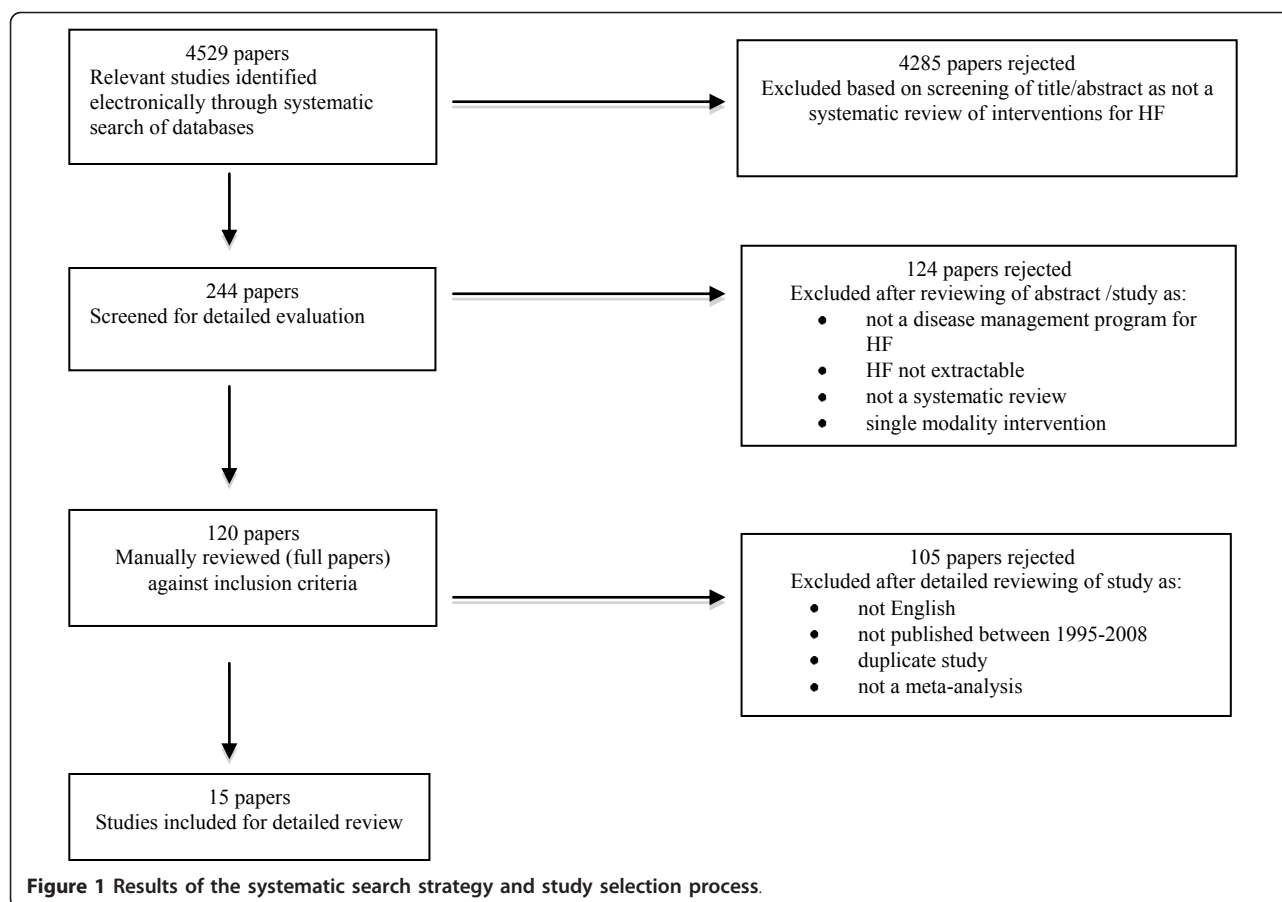 4529 papers
Relevant studies identified
electronically through systematic
search of databases
4285 papers rejected
Excluded based on screening of title/abstract as not a
systematic review of interventions for HF
244 papers
Screened for detailed evaluation
124 papers rejected
Excluded after reviewing of abstract /study as:
• not a disease management program for
HF
• HF not extractable
• not a systematic review
• single modality intervention
120 papers
Manually reviewed (full papers)
against inclusion criteria
105 papers rejected
Excluded after detailed reviewing of study as:
• not English
• not published between 1995-2008
• duplicate study
• not a meta-analysis
15 papers
Studies included for detailed review
Figure 1 Results of the systematic search strategy and study selection process.